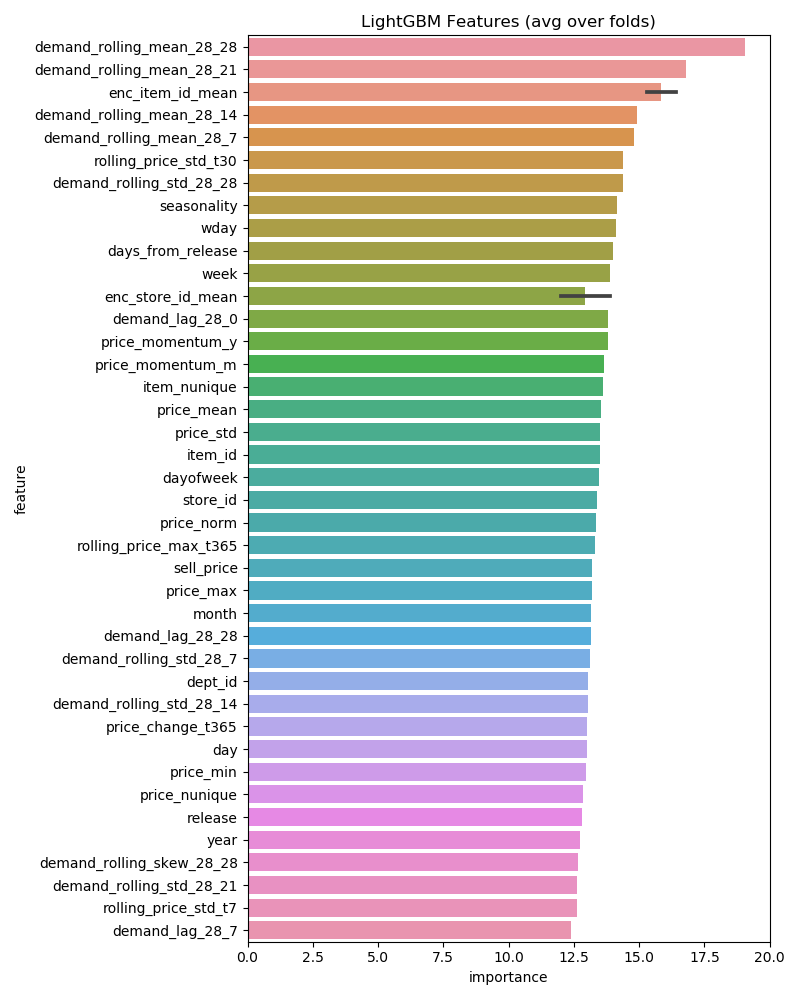 LightGBM Features (avg over folds)
feature
demand_rolling_mean_28_28
demand_rolling_mean_28_21
enc_item_id_mean
demand_rolling_mean_28_14
demand_rolling_mean_28_7
rolling_price_std_t30
demand_rolling_std_28_28
seasonality
wday
days_from_release
week
enc_store_id_mean
demand_lag_28_0
price_momentum_y
price_momentum_m
item_nunique
price_mean
price_std
item_id
dayofweek
store_id
price_norm
rolling_price_max_t365
sell_price
price_max
month
demand_lag_28_28
demand_rolling_std_28_7
dept_id
demand_rolling_std_28_14
price_change_t365
day
price_min
price_nunique
release
year
demand_rolling_skew_28_28
demand_rolling_std_28_21
rolling_price_std_t7
demand_lag_28_7
0.0 2.5 5.0 7.5 10.0 12.5 15.0 17.5 20.0
importance